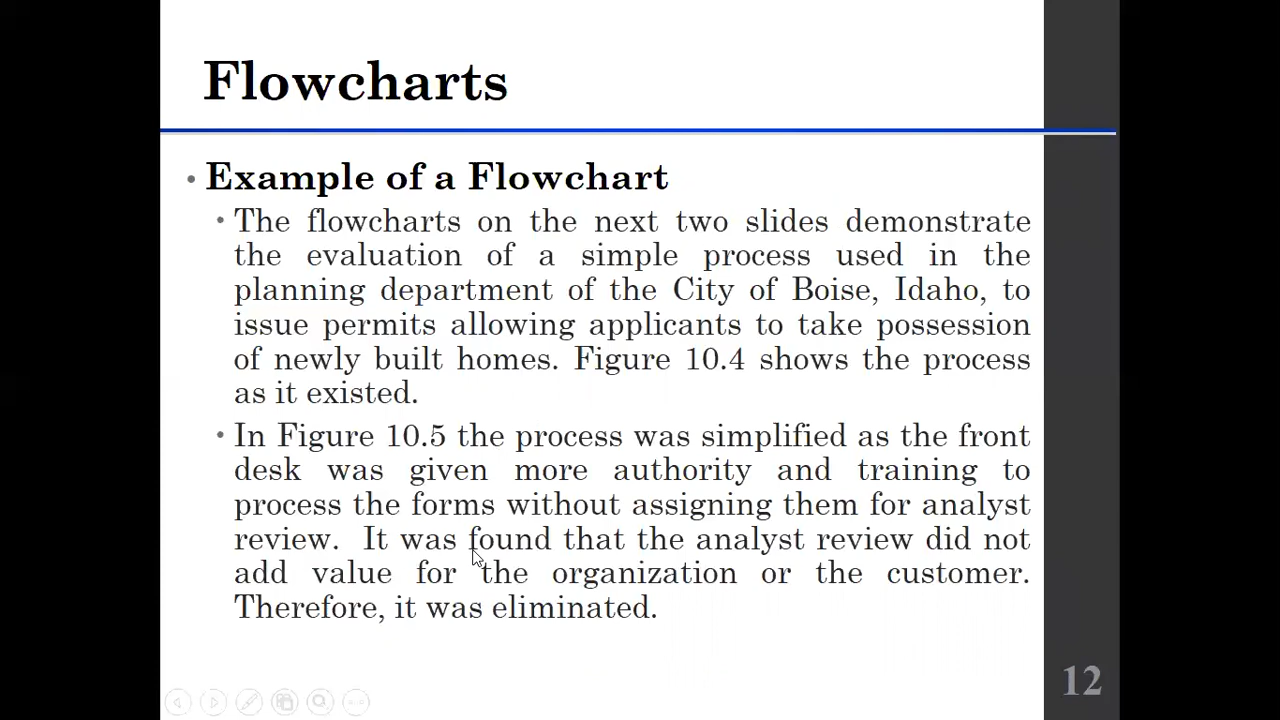 Flowcharts
• Example of a Flowchart
• The flowcharts on the next two slides demonstrate
the evaluation of a simple process used in the
planning department of the City of Boise, Idaho, to
issue permits allowing applicants to take possession
of newly built homes. Figure 10.4 shows the process
as it existed.
• In Figure 10.5 the process was simplified as the front
desk was given more authority and training to
process the forms without assigning them for analyst
review.  It was found that the analyst review did not
add value for the organization or the customer.
Therefore, it was eliminated.
12